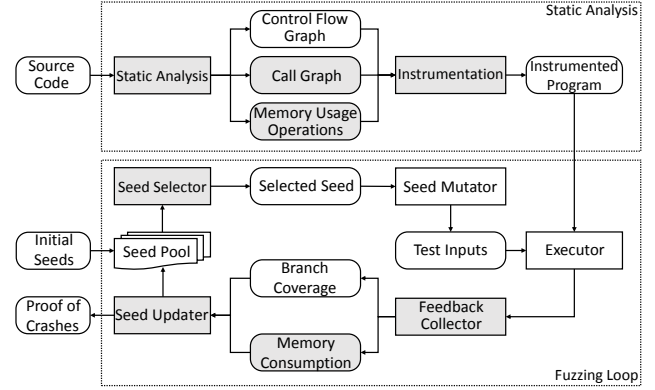 Static Analysis
Source
Code
Static Analysis
Control Flow
Graph
Call Graph
Memory Usage
Operations
Instrumentation
Instrumented
Program
Seed Selector
Selected Seed
Seed Mutator
Initial
Seeds
Seed Pool
Test Inputs
Executor
Branch
Coverage
Proof of
Crashes
Seed Updater
Feedback
Collector
Memory
Consumption
Fuzzing Loop